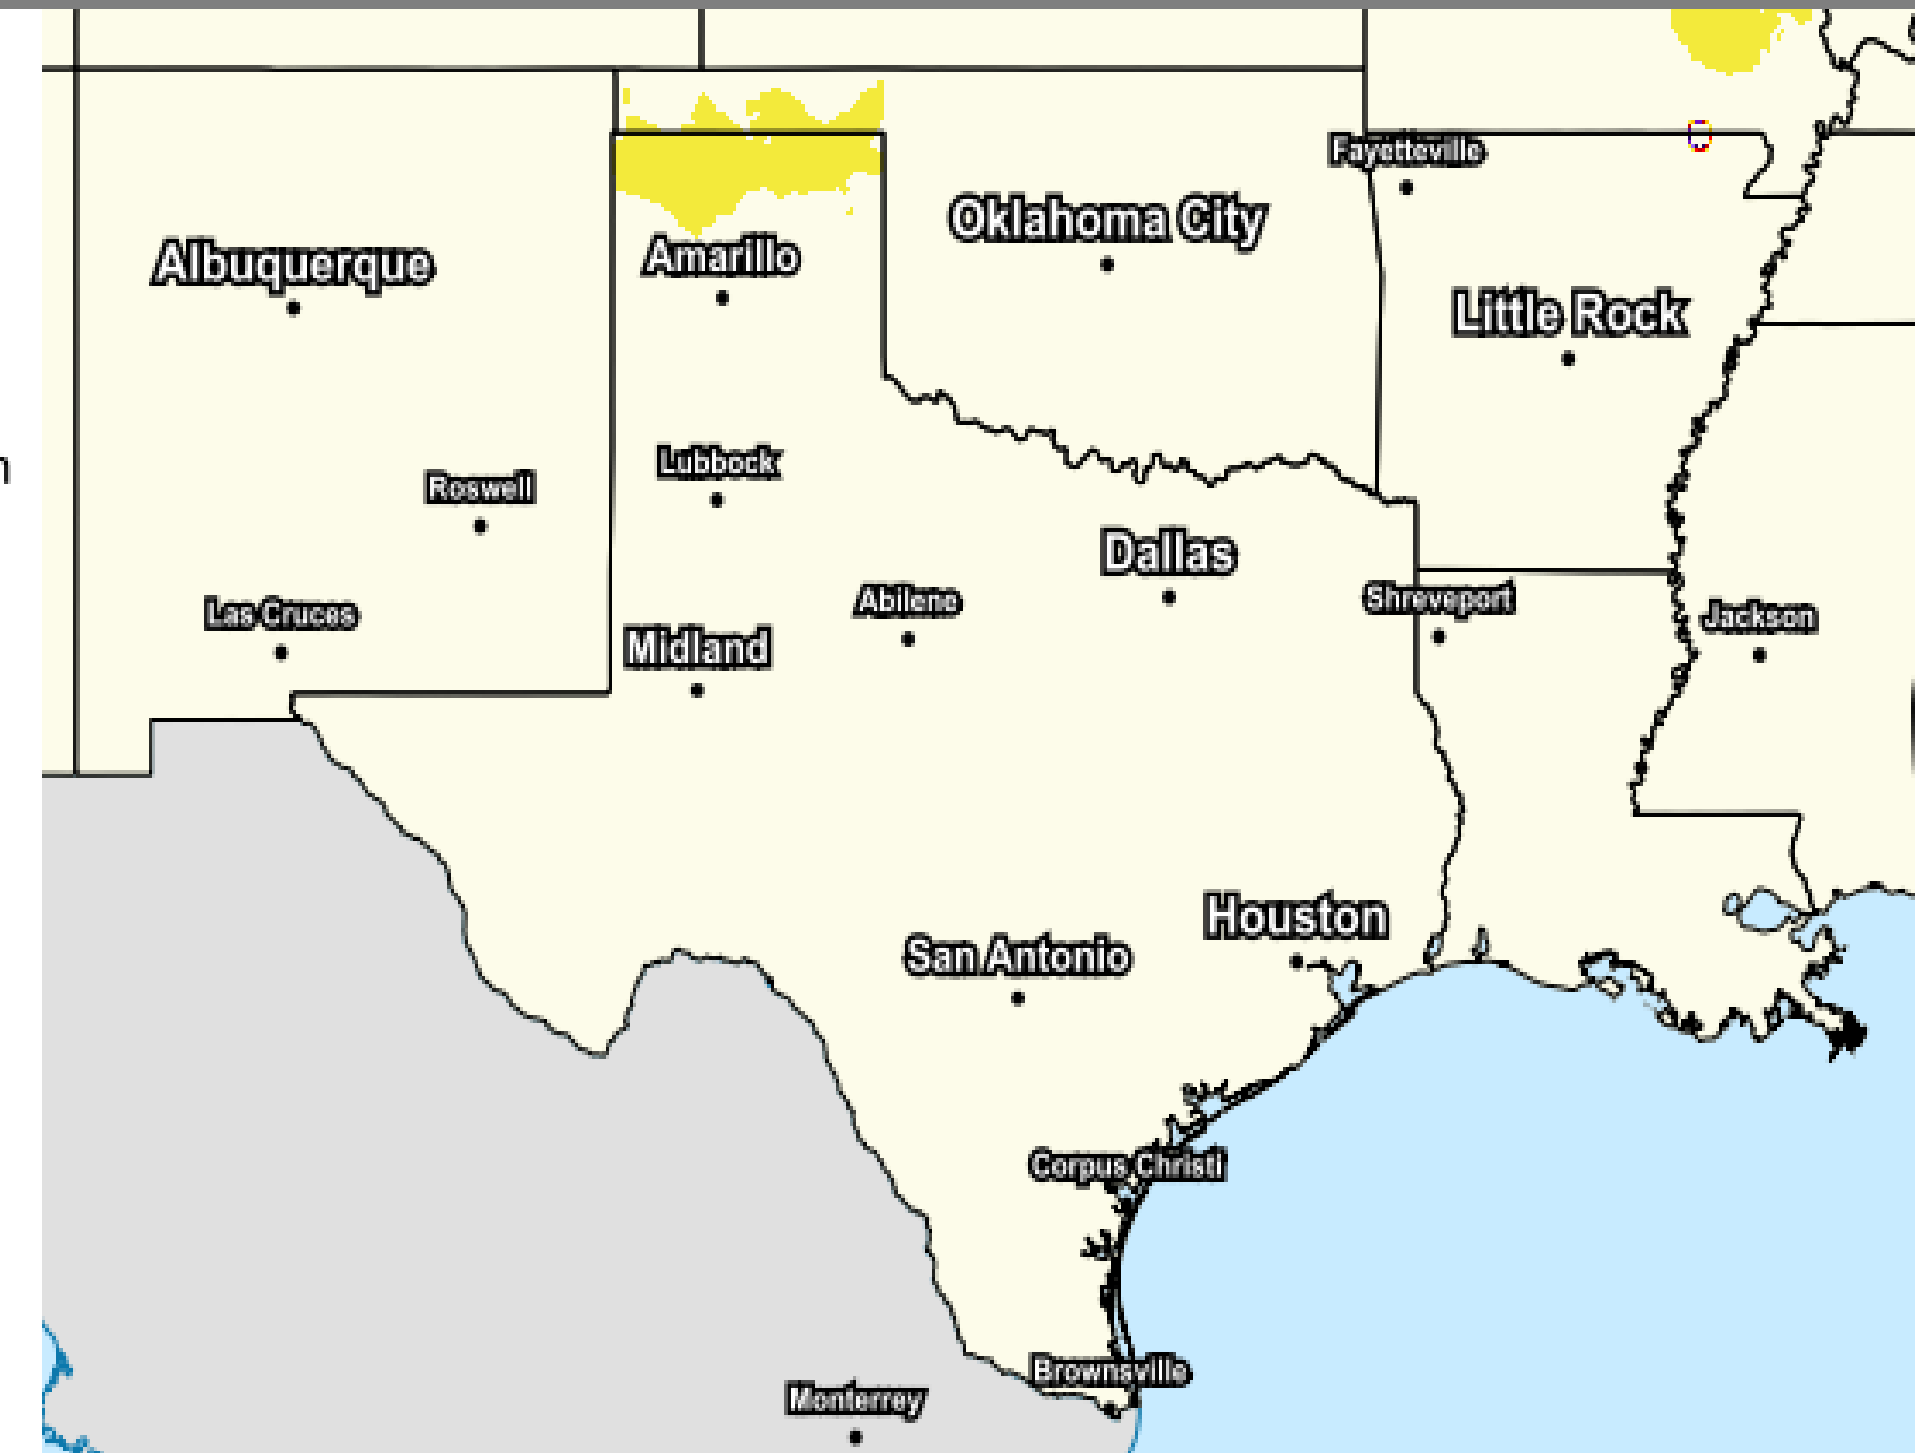 Fayetteville
Oklahoma City
Albuquerque
Amarillo
Little Rock
Lubbock
n
Roswell
Dallas
Abilene
Shreveport
Las Cruces
Jackson
Midland
Houston
San Antonio
Corpus Christi
Brownsville
Monterrey